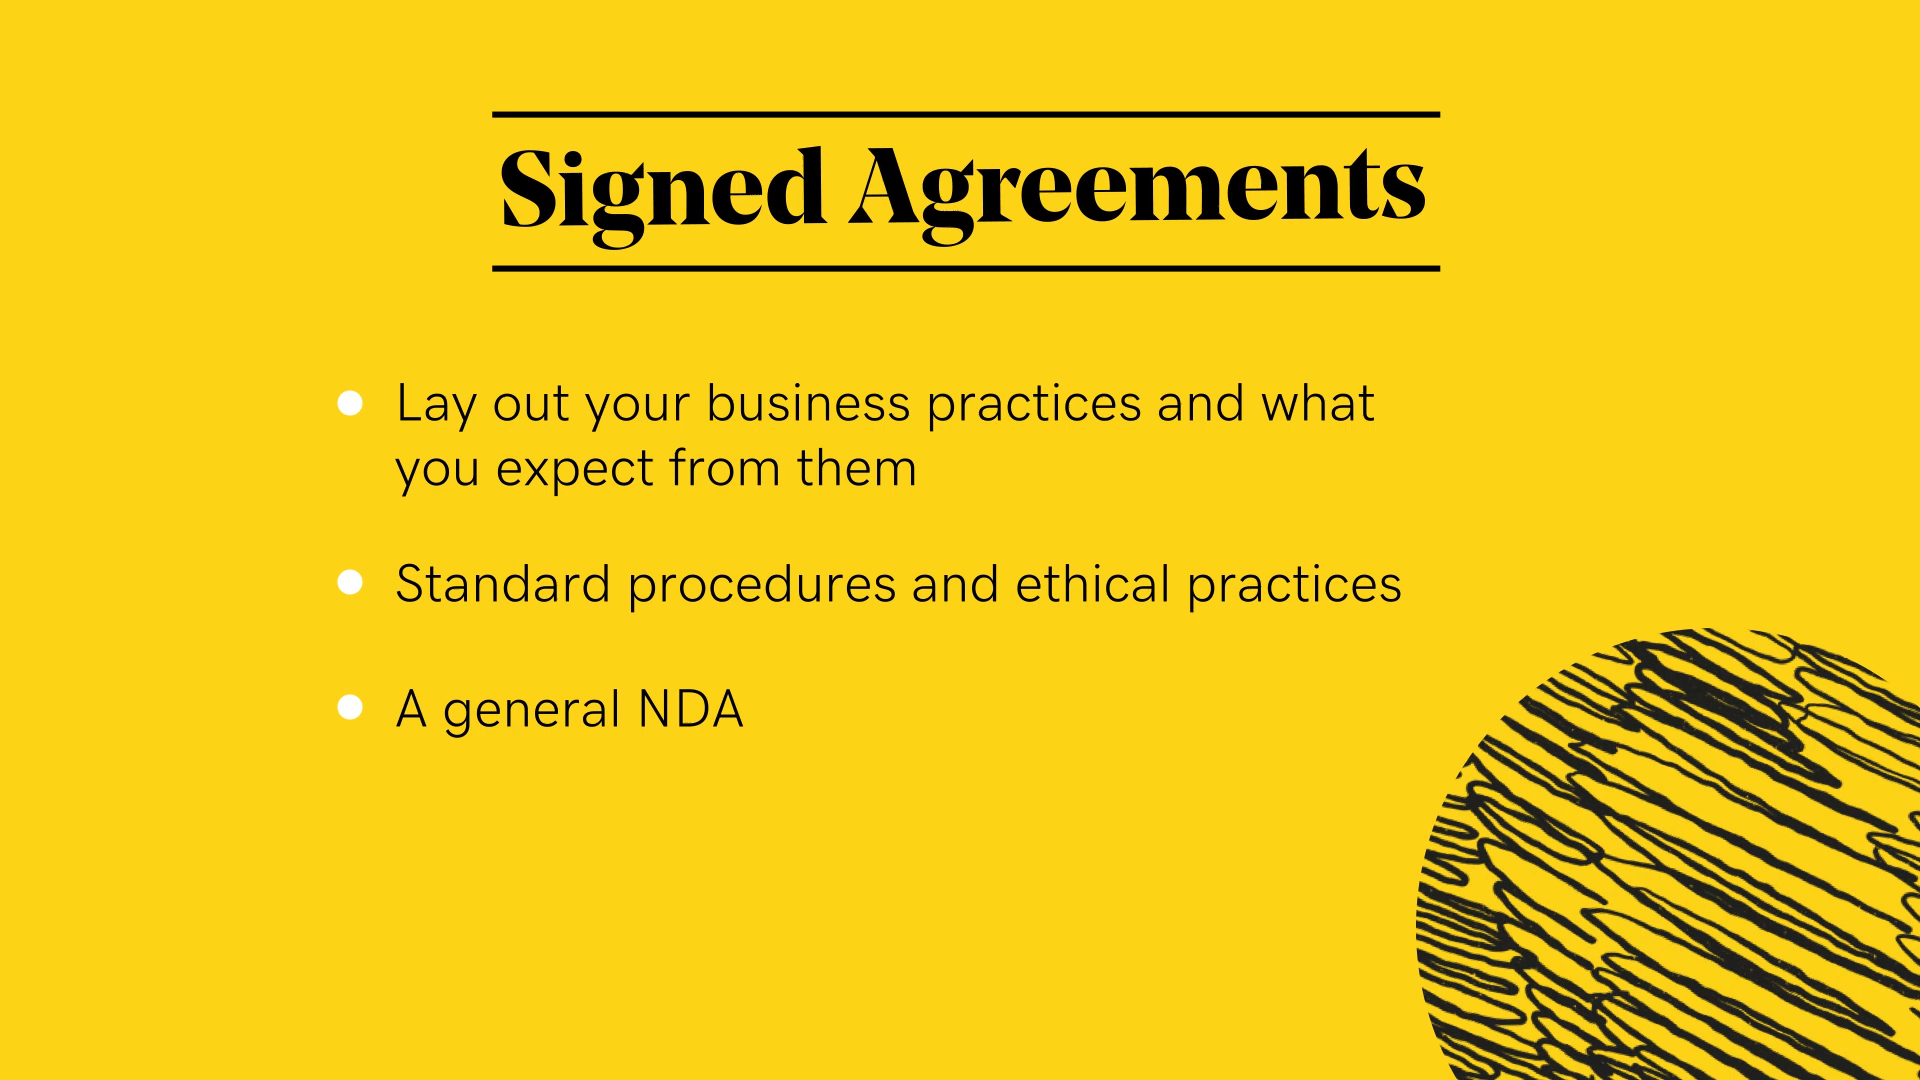 Signed Agreements
Lay out your business practices and what
you expect from them
Standard procedures and ethical practices
A general NDA